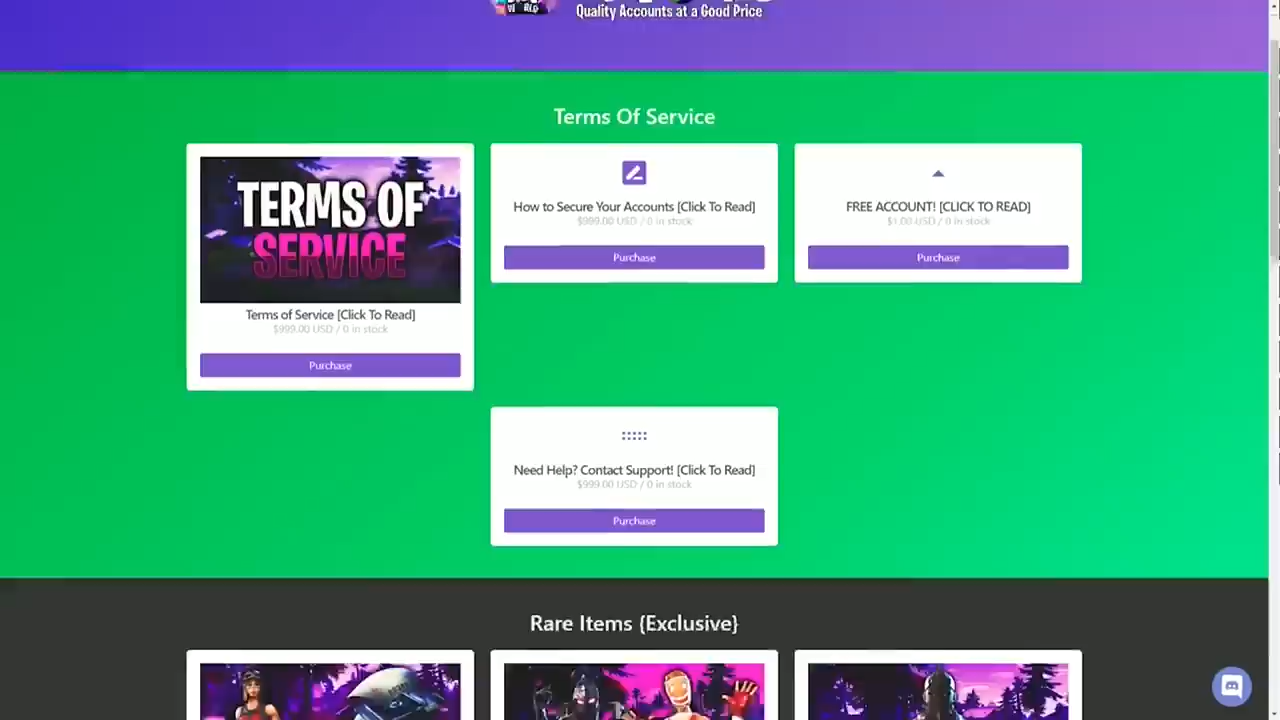 Quality Accounts at a Good Price
Terms Of Service
TERMS OF
SERVICE
Terms of Service [Click To Read]
$999.00 USD / 0 in stock
Purchase
How to Secure Your Accounts [Click To Read]
$999.00 USD / 0 in stock
Purchase
FREE ACCOUNT! [CLICK TO READ]
$1.00 USD / 0 in stock
Purchase
Need Help? Contact Support! [Click To Read]
$999.00 USD / 0 in stock
Purchase
Rare Items {Exclusive}